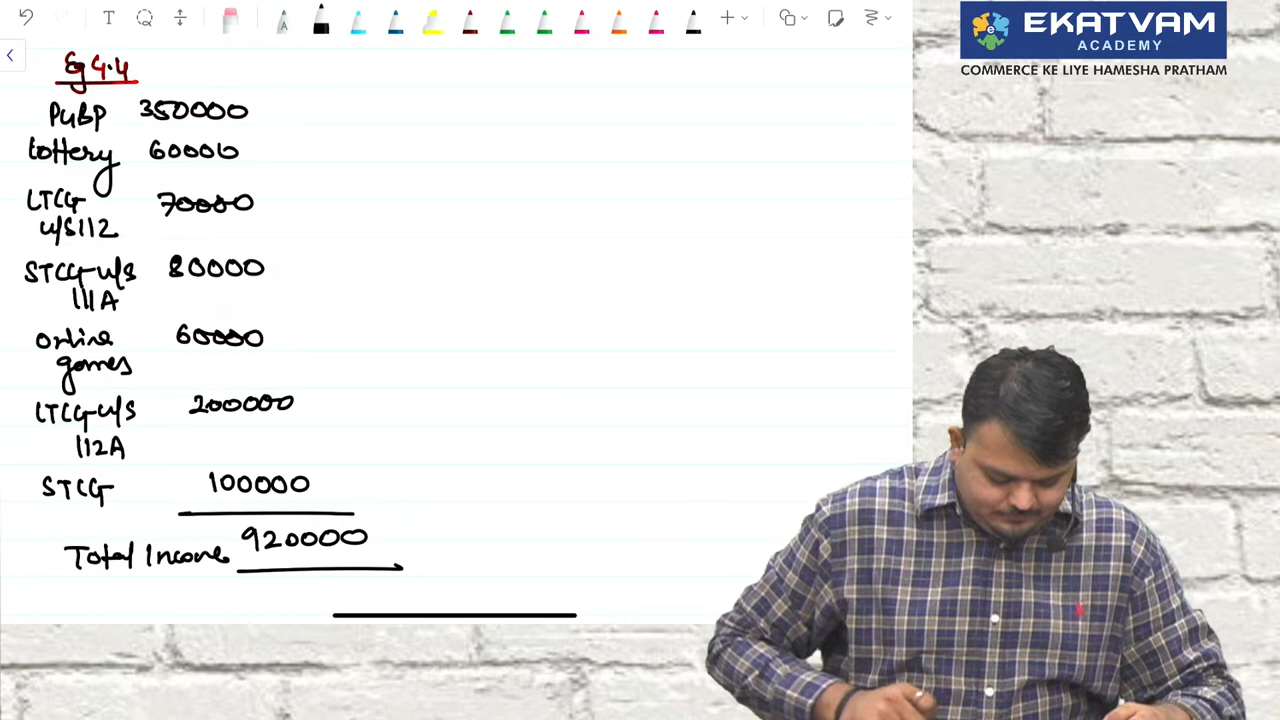 EKATVAM
ACADEMY
COMMERCE KE LIYE HAMESHA PRATHAM
Eg 4.4
PGBP 350000
Lottery 60000
LTCG 70000
u/s 112
STCG u/s 80000
111A
Online 60000
games
LTCG u/s 200000
112A
STCG 100000
Total Income 920000